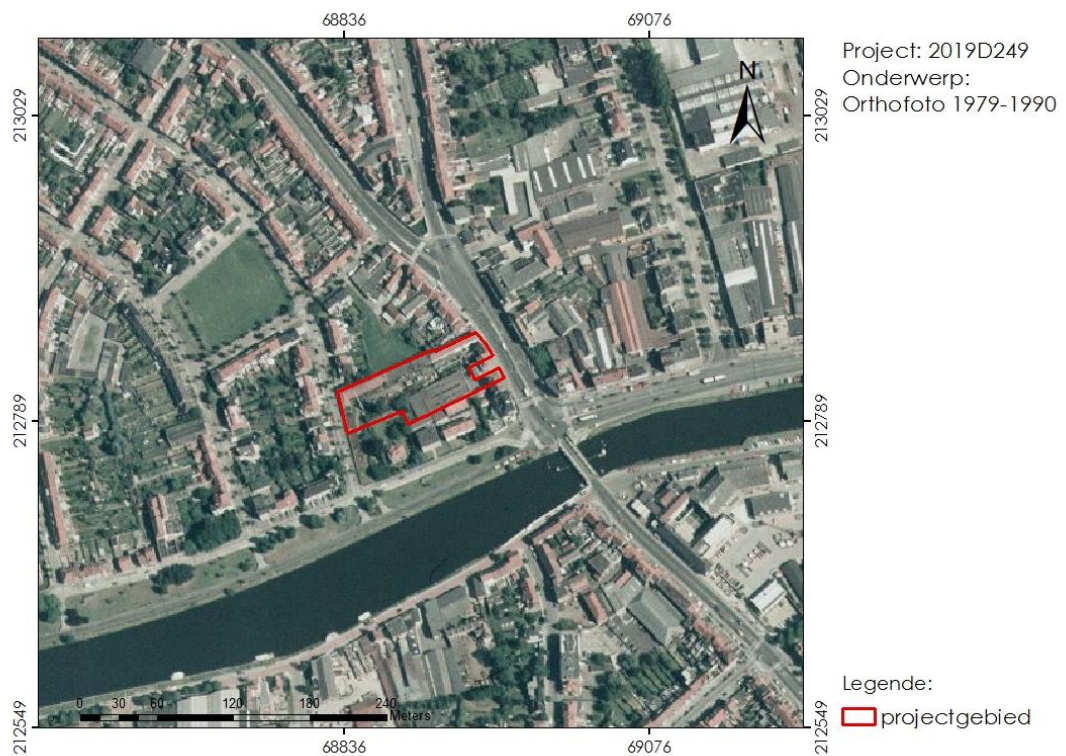 68836 69076
Project: 2019D249
Onderwerp:
Orthofoto 1979-1990
N
213029 213029
212789 212789
Legende:
projectgebied
0 30 60 120 180 240
Meters
212549 212549
68836 69076